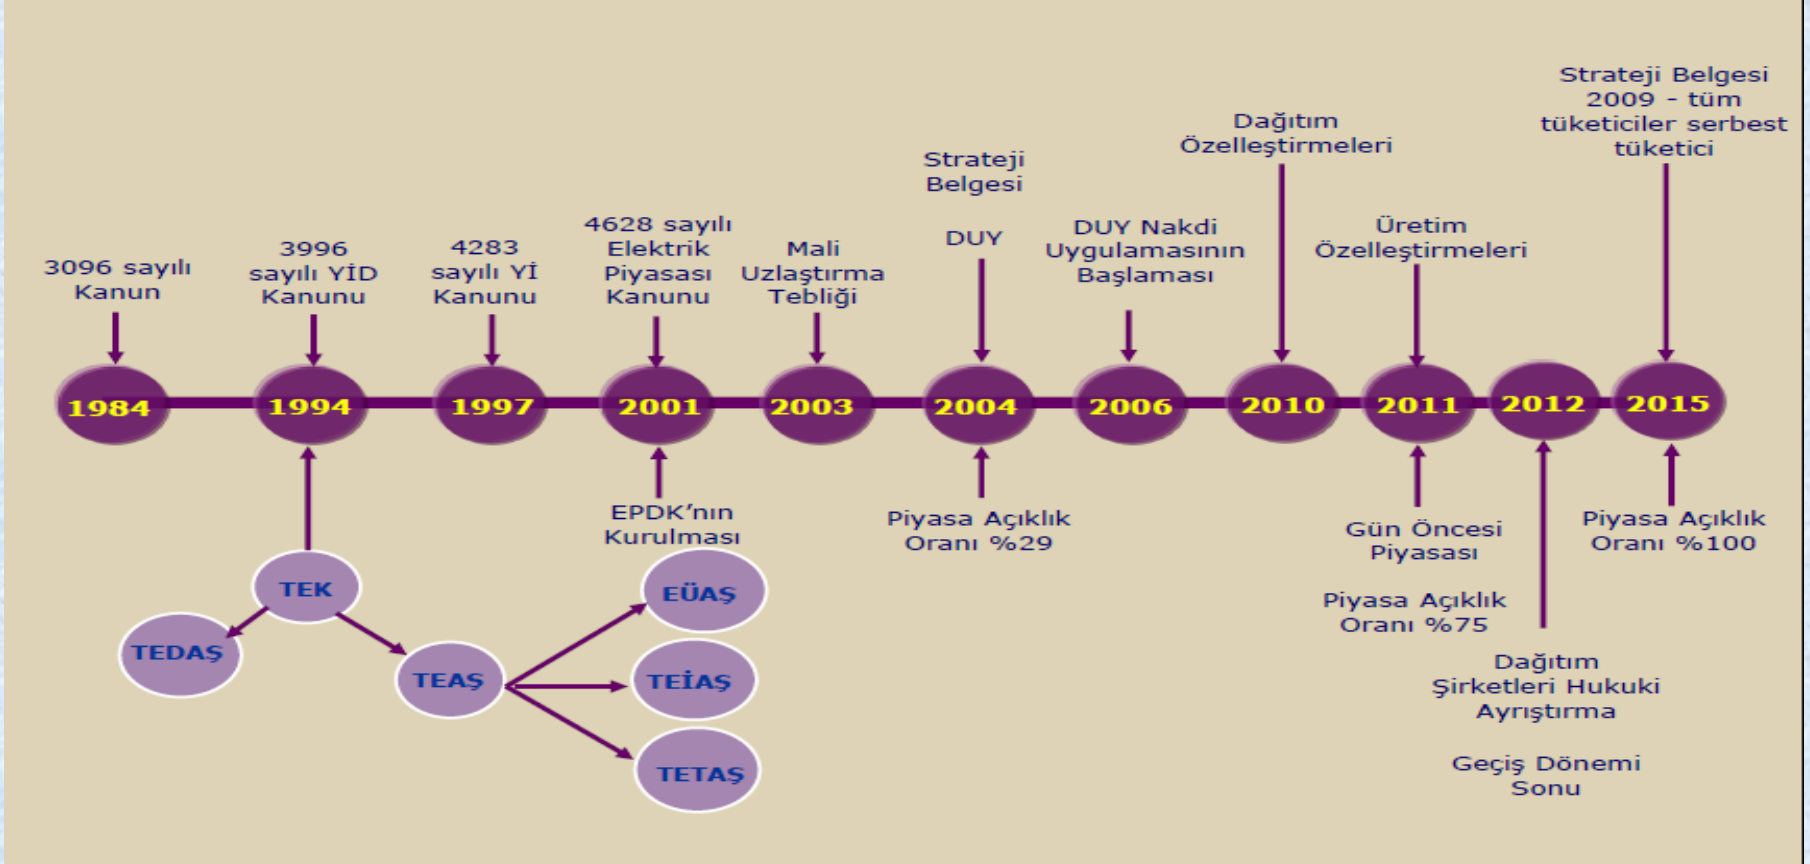 3096 sayılı
Kanun
3996
sayılı YİD
Kanunu
4283
sayılı Yİ
Kanunu
4628 sayılı
Elektrik
Piyasası
Kanunu
Mali
Uzlaştırma
Tebliği
Strateji
Belgesi
DUY
DUY Nakdi
Uygulamasının
Başlaması
Dağıtım
Özelleştirmeleri
Üretim
Özelleştirmeleri
Strateji Belgesi
2009 - tüm
tüketiciler serbest
tüketici
1984
1994
1997
2001
2003
2004
2006
2010
2011
2012
2015
EPDK’nın
Kurulması
Piyasa Açıklık
Oranı %29
Gün Öncesi
Piyasası
Piyasa Açıklık
Oranı %75
Dağıtım
Şirketleri Hukuki
Ayrıştırma
Geçiş Dönemi
Sonu
Piyasa Açıklık
Oranı %100
TEK
TEDAŞ
TEAŞ
EÜAŞ
TEİAŞ
TETAŞ